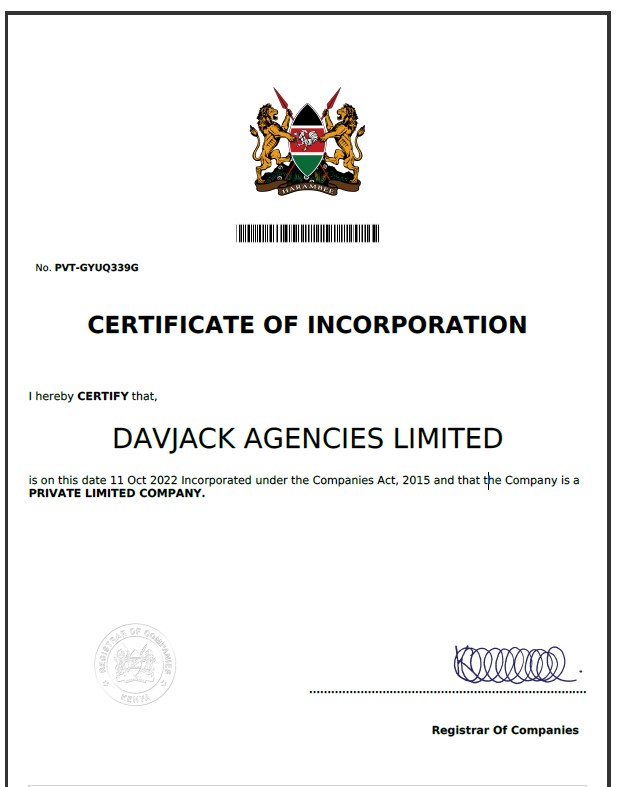 HARAMBEE
No. PVT-GYUQ339G
CERTIFICATE OF INCORPORATION
I hereby CERTIFY that,
DAVJACK AGENCIES LIMITED
is on this date 11 Oct 2022 Incorporated under the Companies Act, 2015 and that the Company is a
PRIVATE LIMITED COMPANY.
REGISTRAR OF COMPANIES
KENYA
Registrar Of Companies